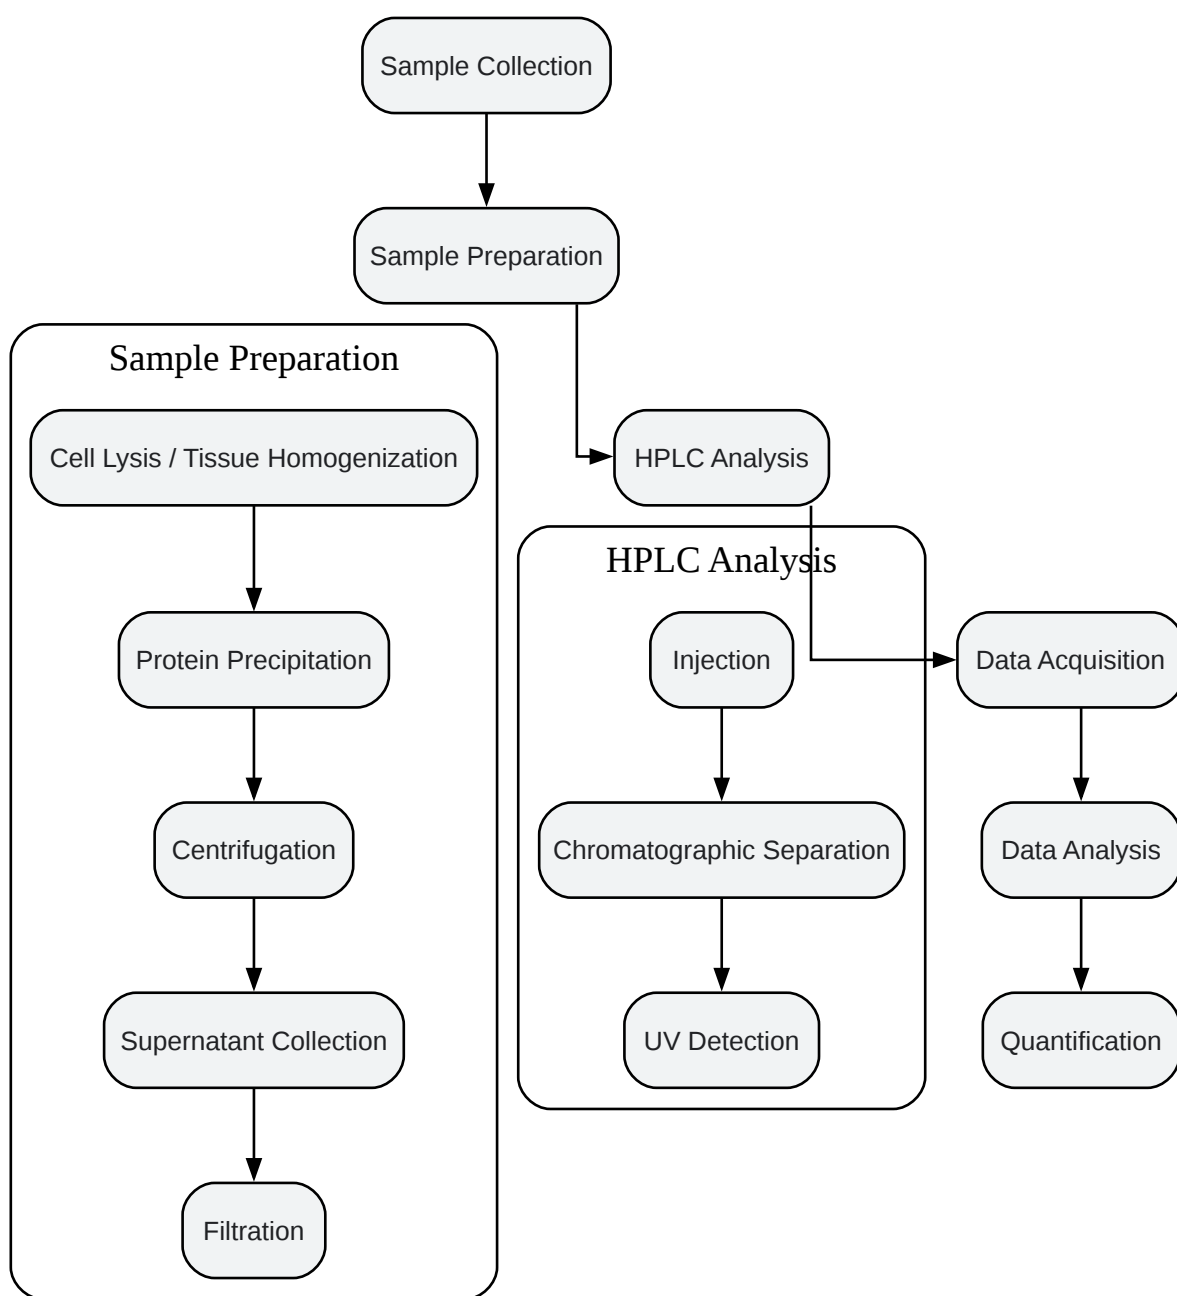 Sample Collection
Sample Preparation
Sample Preparation
Cell Lysis / Tissue Homogenization
Protein Precipitation
Centrifugation
Supernatant Collection
Filtration
HPLC Analysis
HPLC Analysis
Injection
Chromatographic Separation
UV Detection
Data Acquisition
Data Analysis
Quantification